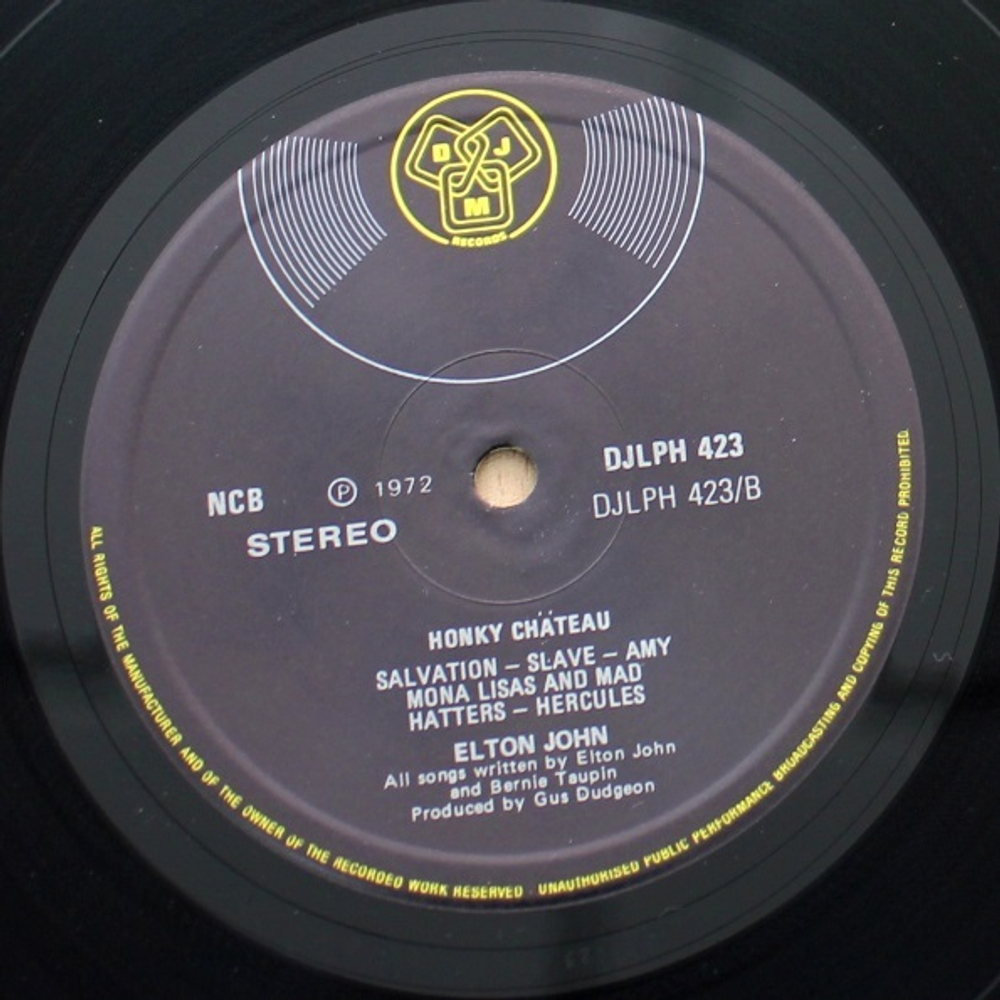 D J
M
RECORDS
DJLPH 423
NCB ℗ 1972 DJLPH 423/B
STEREO
HONKY CHÄTEAU
SALVATION – SLAVE – AMY
MONA LISAS AND MAD
HATTERS – HERCULES
ELTON JOHN
All songs written by Elton John
and Bernie Taupin
Produced by Gus Dudgeon
ALL RIGHTS OF THE MANUFACTURER AND OF THE OWNER OF THE RECORDED WORK RESERVED · UNAUTHORISED PUBLIC PERFORMANCE BROADCASTING AND COPYING OF THIS RECORD PROHIBITED